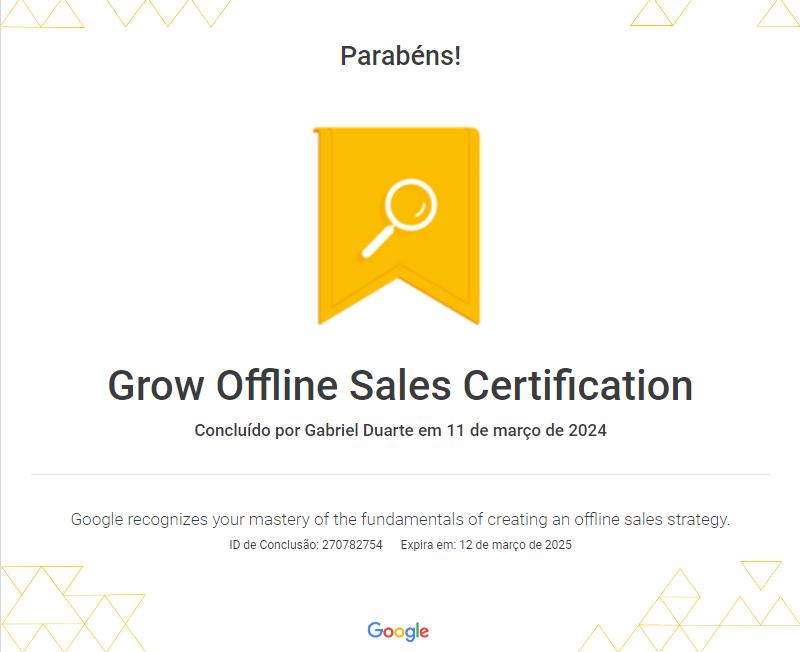 Parabéns!
Grow Offline Sales Certification
Concluído por Gabriel Duarte em 11 de março de 2024
Google recognizes your mastery of the fundamentals of creating an offline sales strategy.
ID de Conclusão: 270782754 Expira em: 12 de março de 2025
Google